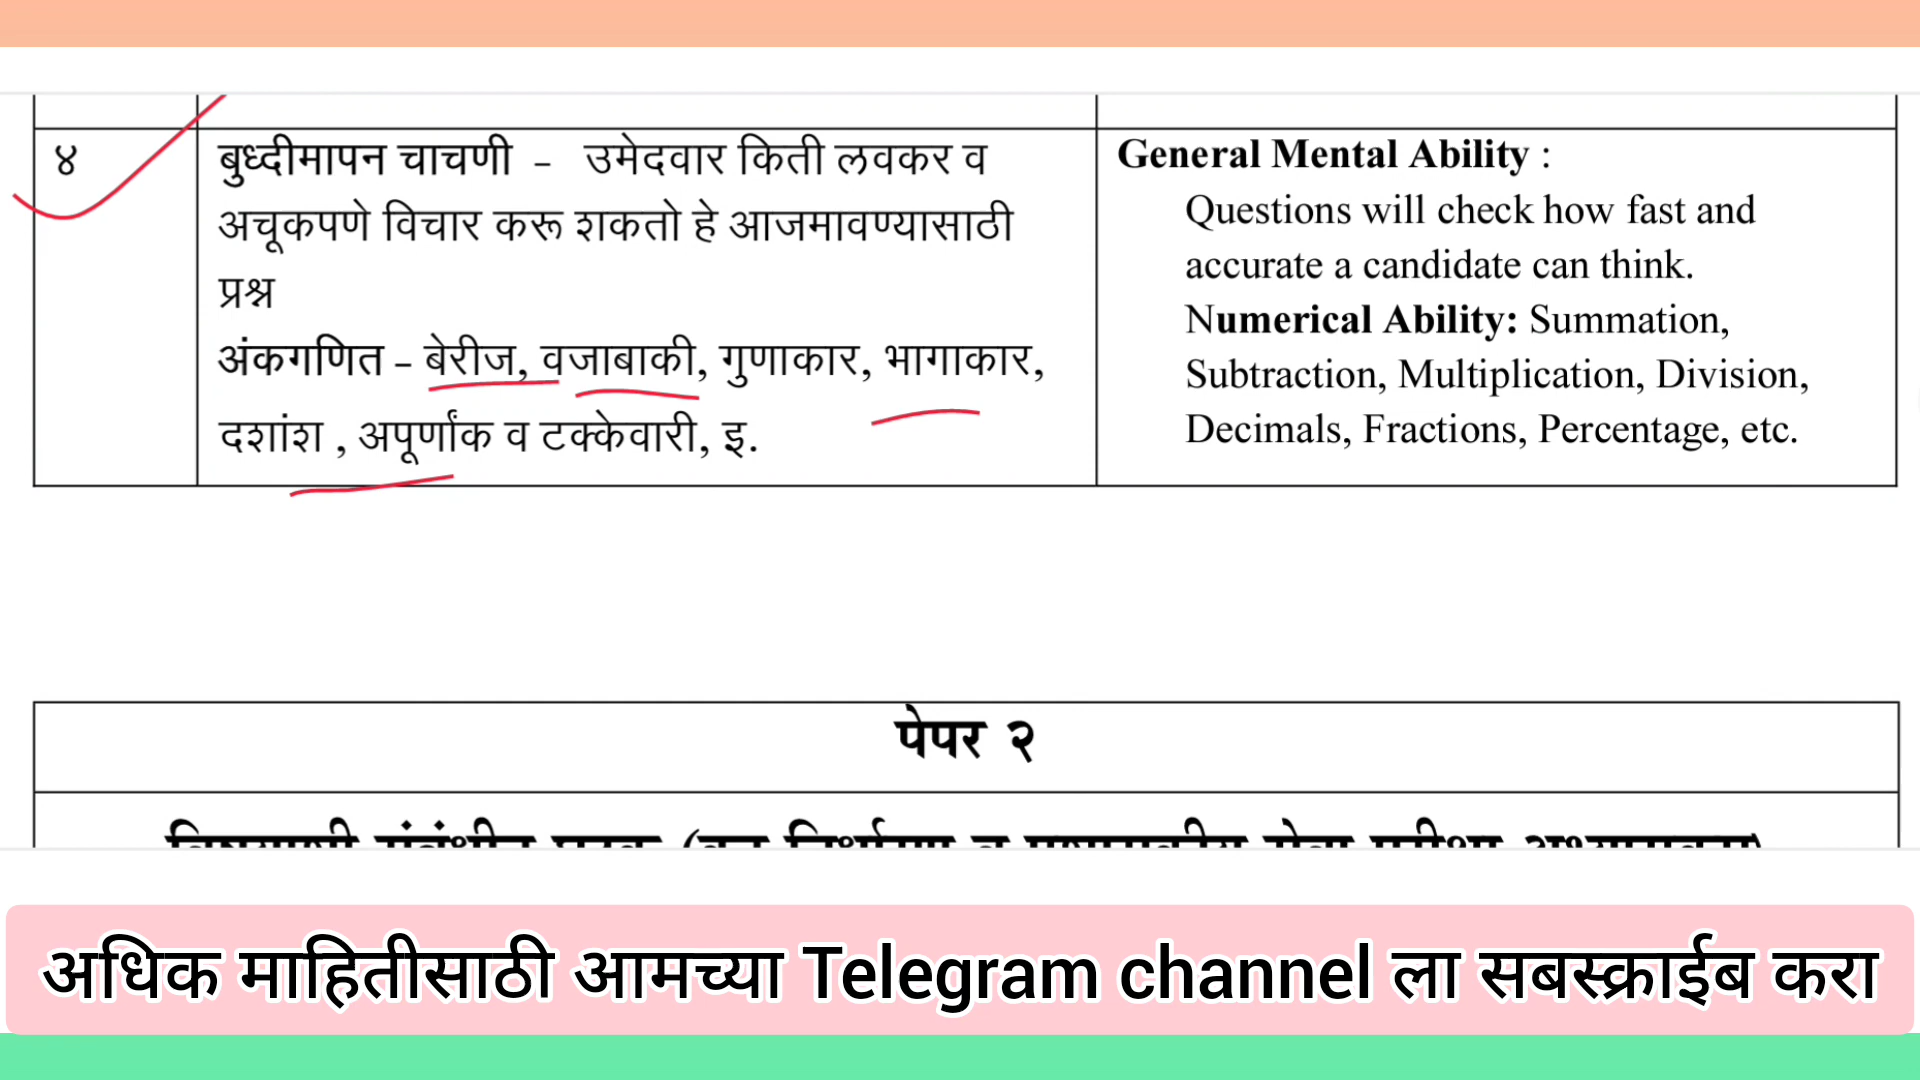 ४
बुध्दीमापन चाचणी – उमेदवार किती लवकर व
अचूकपणे विचार करू शकतो हे आजमावण्यासाठी
प्रश्न
अंकगणित – बेरीज, वजाबाकी, गुणाकार, भागाकार,
दशांश , अपूर्णांक व टक्केवारी, इ.
General Mental Ability :
Questions will check how fast and
accurate a candidate can think.
Numerical Ability: Summation,
Subtraction, Multiplication, Division,
Decimals, Fractions, Percentage, etc.
पेपर २
अधिक माहितीसाठी आमच्या Telegram channel ला सबस्क्राईब करा